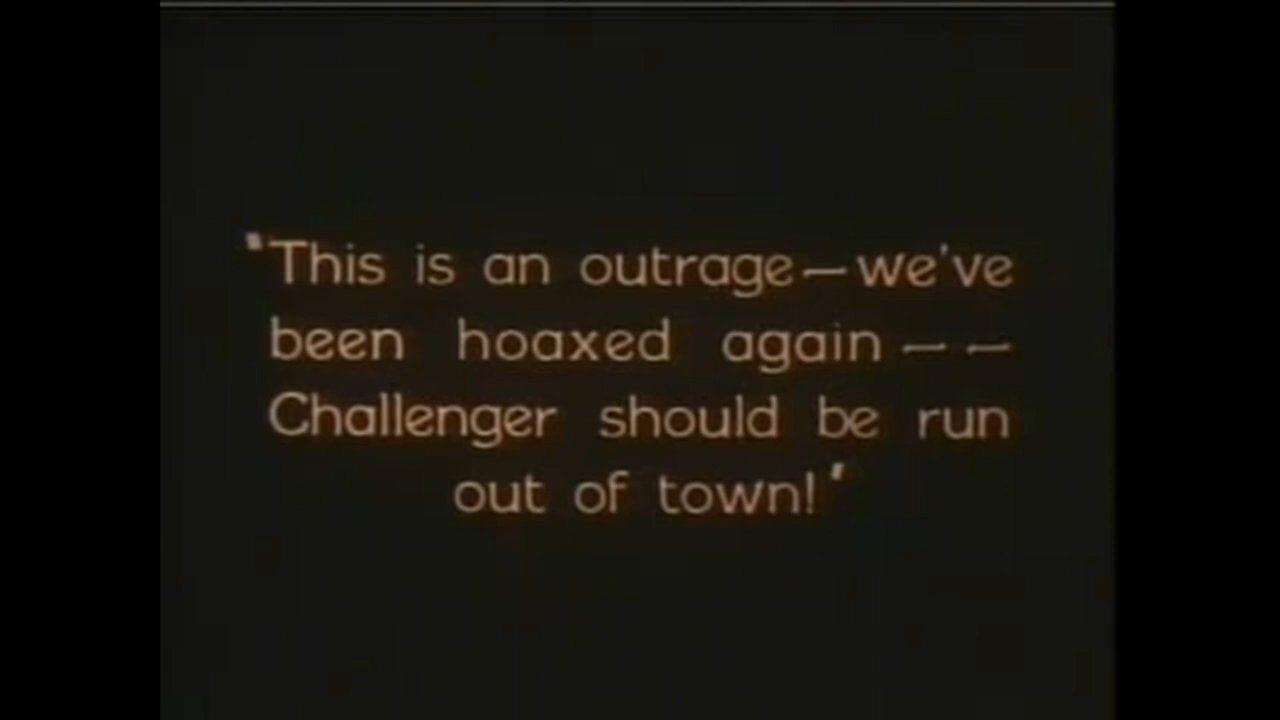 "This is an outrage—we've
been hoaxed again— —
Challenger should be run
out of town!"